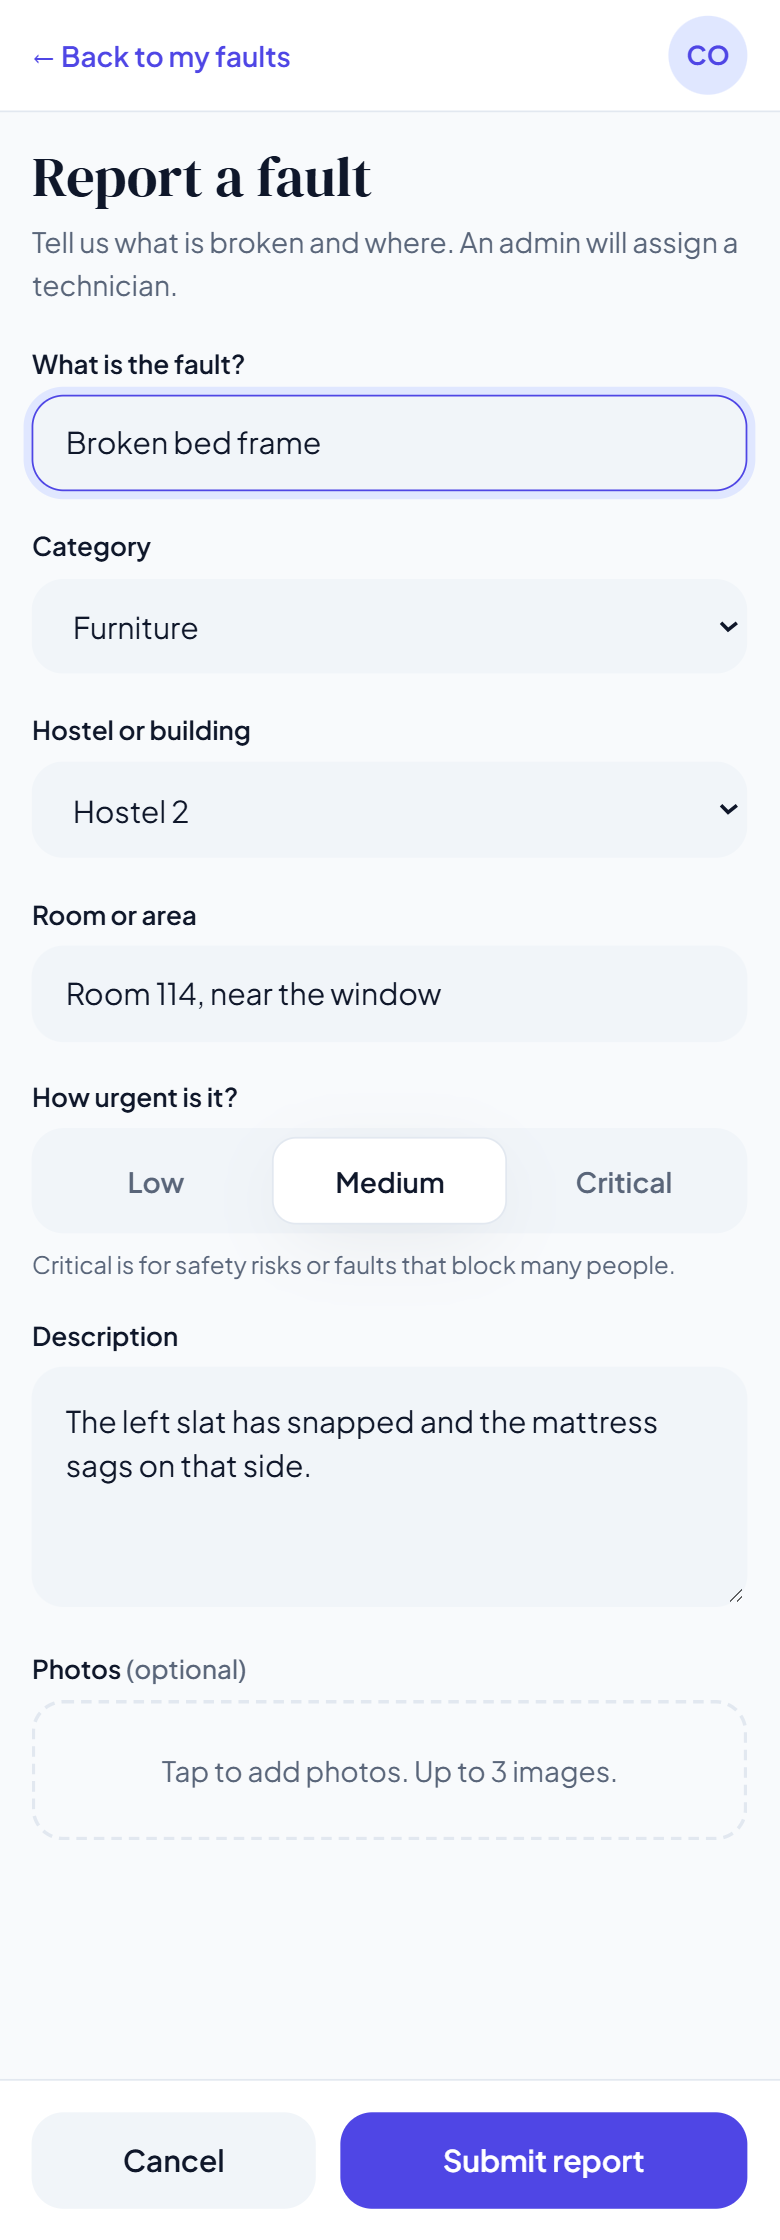 ← Back to my faults
CO
Report a fault
Tell us what is broken and where. An admin will assign a
technician.
What is the fault?
Broken bed frame
Category
Furniture
Hostel or building
Hostel 2
Room or area
Room 114, near the window
How urgent is it?
Low Medium Critical
Critical is for safety risks or faults that block many people.
Description
The left slat has snapped and the mattress
sags on that side.
Photos (optional)
Tap to add photos. Up to 3 images.
Cancel Submit report